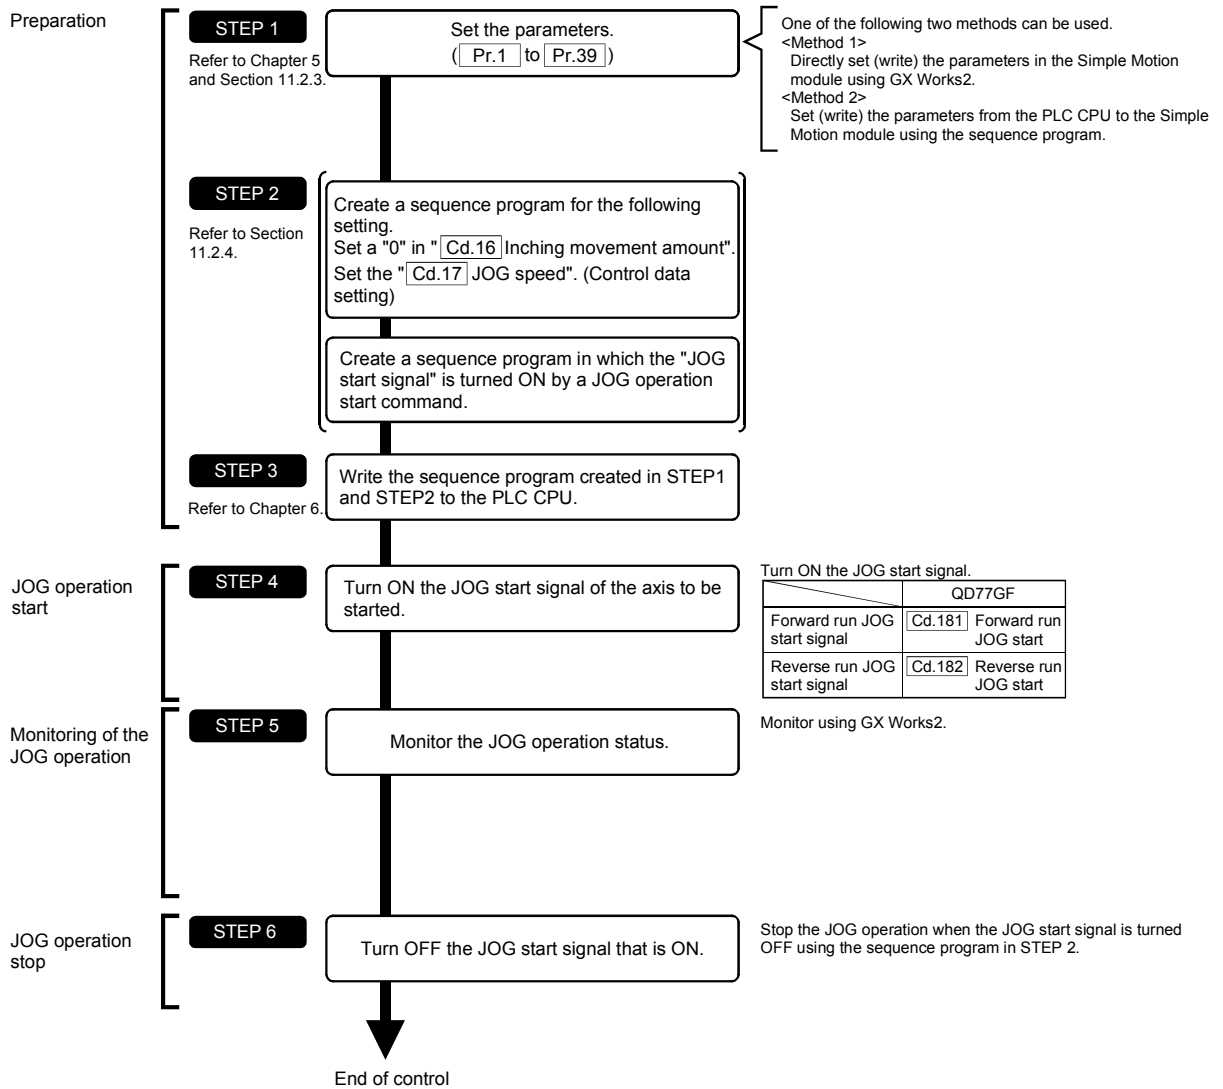 Preparation
STEP 1
Refer to Chapter 5
and Section 11.2.3.
Set the parameters.
( Pr.1 to Pr.39 )
One of the following two methods can be used.
<Method 1>
Directly set (write) the parameters in the Simple Motion
module using GX Works2.
<Method 2>
Set (write) the parameters from the PLC CPU to the Simple
Motion module using the sequence program.
STEP 2
Refer to Section
11.2.4.
Create a sequence program for the following
setting.
Set a "0" in " Cd.16 Inching movement amount".
Set the " Cd.17 JOG speed". (Control data
setting)
Create a sequence program in which the "JOG
start signal" is turned ON by a JOG operation
start command.
STEP 3
Refer to Chapter 6.
Write the sequence program created in STEP1
and STEP2 to the PLC CPU.
JOG operation
start
STEP 4
Turn ON the JOG start signal of the axis to be
started.
Turn ON the JOG start signal.
QD77GF
Forward run JOG
start signal
Cd.181 Forward run
JOG start
Reverse run JOG
start signal
Cd.182 Reverse run
JOG start
Monitoring of the
JOG operation
STEP 5
Monitor the JOG operation status.
Monitor using GX Works2.
JOG operation
stop
STEP 6
Turn OFF the JOG start signal that is ON.
Stop the JOG operation when the JOG start signal is turned
OFF using the sequence program in STEP 2.
End of control